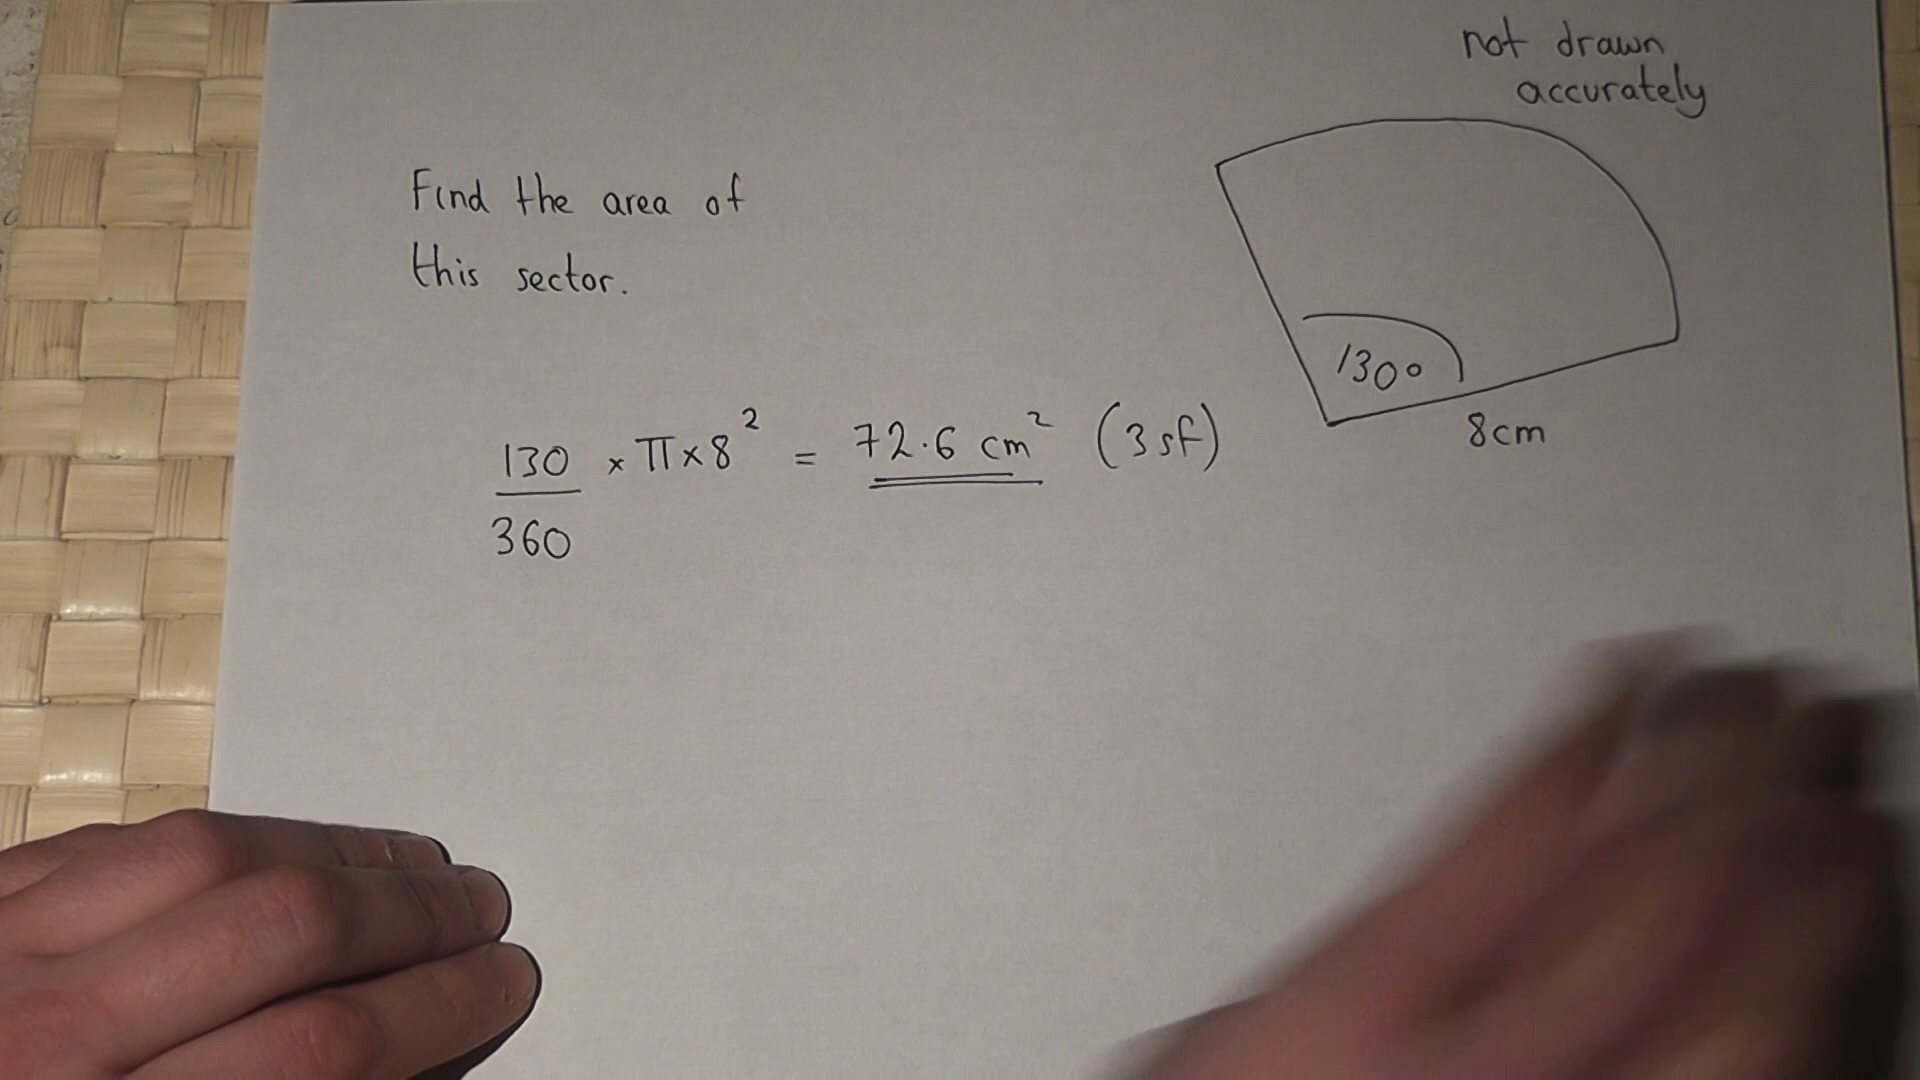 not drawn
accurately
Find the area of
this sector.
130° 
8cm
130/360 × π × 8² = 72.6 cm² (3sf)